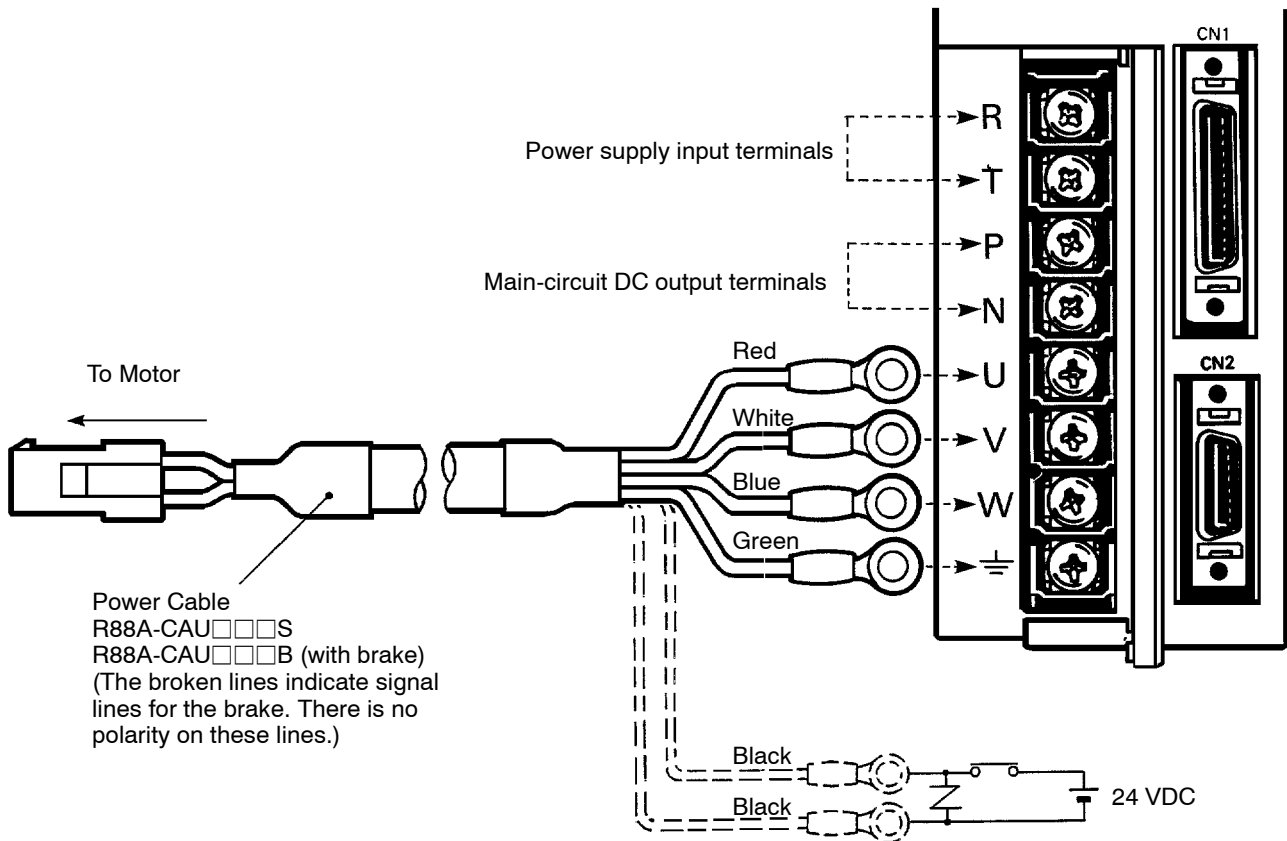 CN1
R
Power supply input terminals
T
P
Main-circuit DC output terminals
N
Red
U
CN2
To Motor
White
V
Blue
W
Green
Power Cable
R88A-CAU□□□S
R88A-CAU□□□B (with brake)
(The broken lines indicate signal
lines for the brake. There is no
polarity on these lines.)
Black
24 VDC
Black